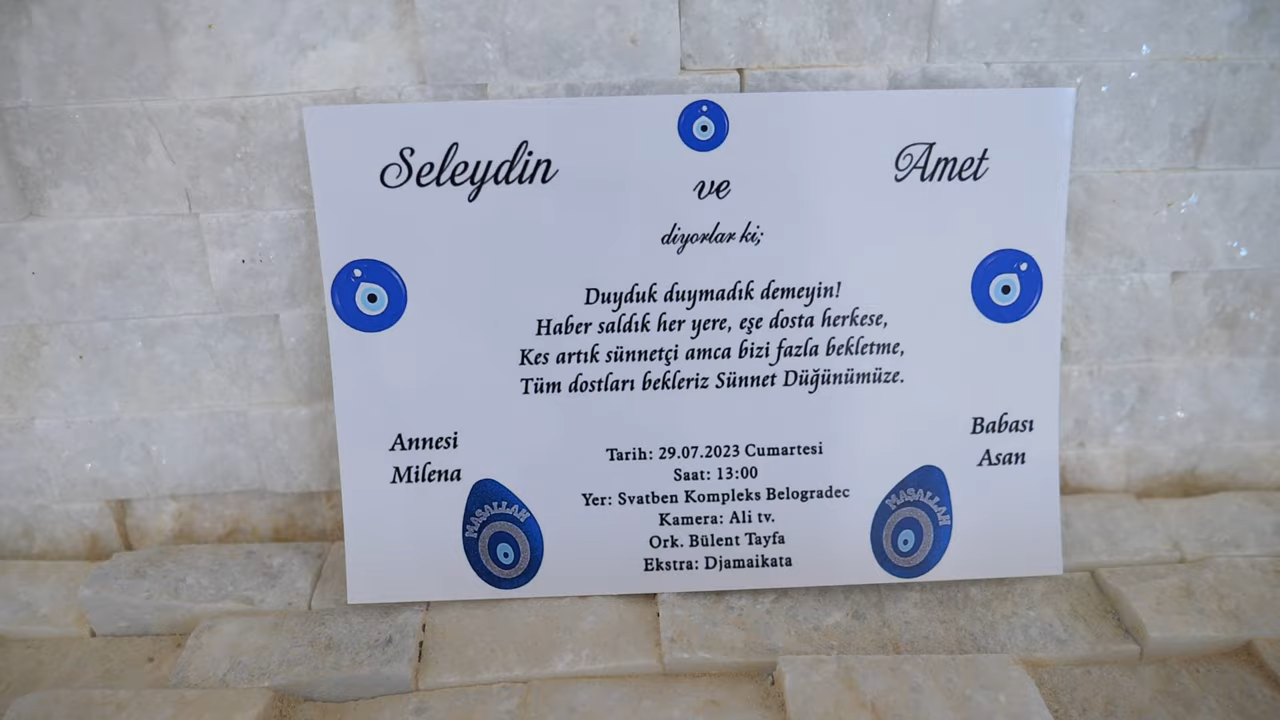 Seleydin
ve
Amet
diyorlar ki;
Duyduk duymadık demeyin!
Haber saldık her yere, eşe dosta herkese,
Kes artık sünnetçi amca bizi fazla bekletme,
Tüm dostları bekleriz Sünnet Düğünümüze.
Annesi
Milena
Babası
Asan
Tarih: 29.07.2023 Cumartesi
Saat: 13:00
Yer: Svatben Kompleks Belogradec
Kamera: Ali tv.
Ork. Bülent Tayfa
Ekstra: Djamaikata
MAŞALLAH
MAŞALLAH